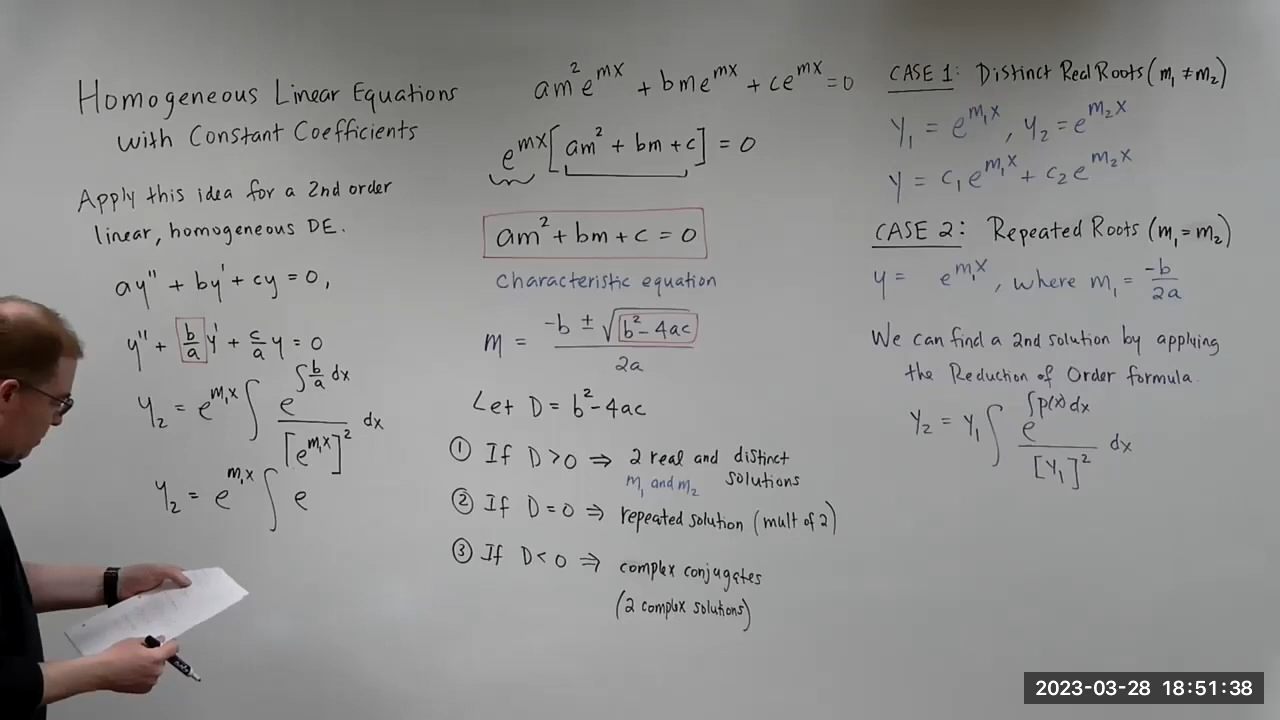 Homogeneous Linear Equations
with Constant Coefficients
Apply this idea for a 2nd order
linear, homogeneous DE.
ay'' + by' + cy = 0,
y'' + b/a y' + c/a y = 0
y₂ = e^{m₁x} ∫ e^{∫ b/a dx} / [e^{m₁x}]² dx
y₂ = e^{m₁x} ∫ e
am²e^{mx} + bme^{mx} + ce^{mx} = 0
e^{mx}[am² + bm + c] = 0
am² + bm + c = 0
Characteristic equation
m = (-b ± √(b² - 4ac)) / 2a
Let D = b² - 4ac
① If D > 0 ⇒ 2 real and distinct
solutions
m₁ and m₂
② If D = 0 ⇒ repeated solution (mult of 2)
③ If D < 0 ⇒ complex conjugates
(2 complex solutions)
CASE 1: Distinct Real Roots (m₁ ≠ m₂)
y₁ = e^{m₁x}, y₂ = e^{m₂x}
y = c₁e^{m₁x} + c₂e^{m₂x}
CASE 2: Repeated Roots (m₁ = m₂)
y = e^{m₁x}, where m₁ = -b/2a
We can find a 2nd solution by applying
the Reduction of Order formula.
y₂ = y₁ ∫ e^{∫p(x)dx} / [y₁]² dx
2023-03-28 18:51:38